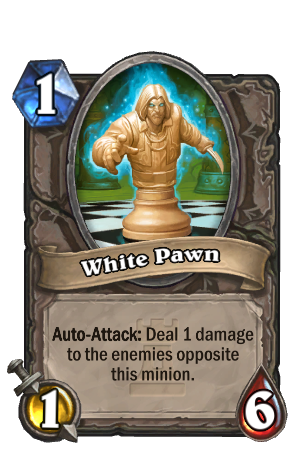 1
White Pawn
Auto-Attack: Deal 1 damage
to the enemies opposite
this minion.
1
6